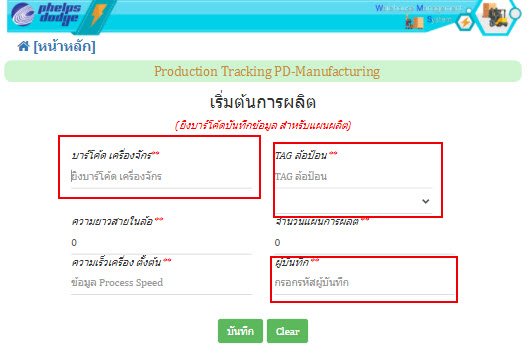 phelps
dodge
Warehouse Management
System
[หน้าหลัก]
Production Tracking PD-Manufacturing
เริ่มต้นการผลิต
(ยิงบาร์โค้ดบันทึกข้อมูล สำหรับแผนผลิต)
บาร์โค้ด เครื่องจักร** TAG ล้อป้อน**
ยิงบาร์โค้ด เครื่องจักร TAG ล้อป้อน
ความยาวสายในล้อ** จำนวนแผนการผลิต**
0 0
ความเร็วเครื่อง ตั้งต้น** ผู้บันทึก**
ข้อมูล Process Speed กรอกรหัสผู้บันทึก
บันทึก Clear